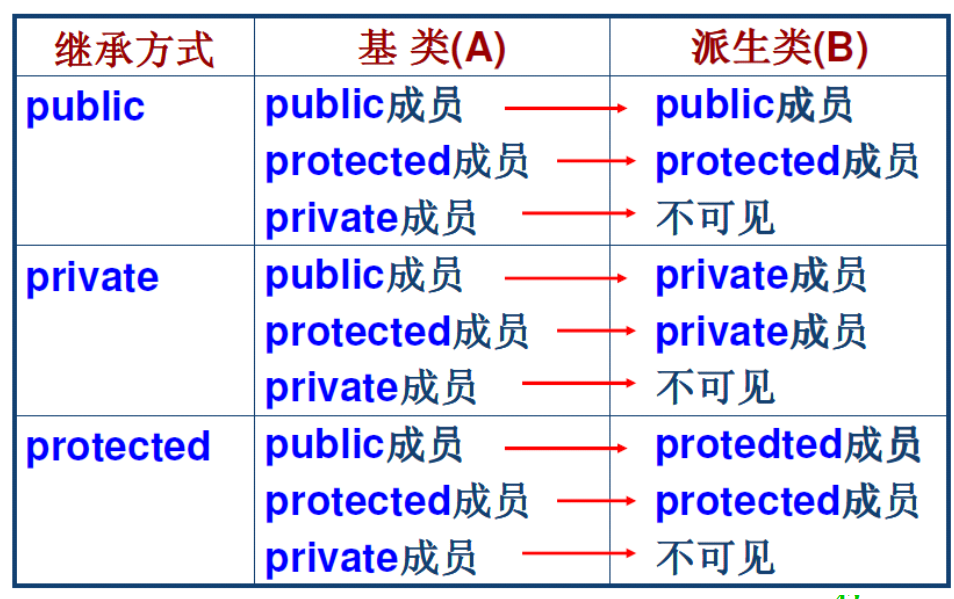 继承方式 基 类(A) 派生类(B)
public public成员 public成员
protected成员 protected成员
private成员 不可见
private public成员 private成员
protected成员 private成员
private成员 不可见
protected public成员 protedted成员
protected成员 protected成员
private成员 不可见